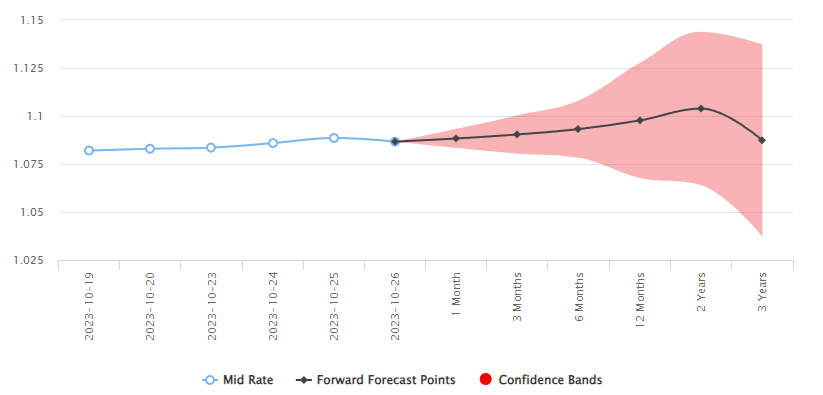 1.15
1.125
1.1
1.075
1.05
1.025
2023-10-19
2023-10-20
2023-10-23
2023-10-24
2023-10-25
2023-10-26
1 Month
3 Months
6 Months
12 Months
2 Years
3 Years
Mid Rate
Forward Forecast Points
Confidence Bands